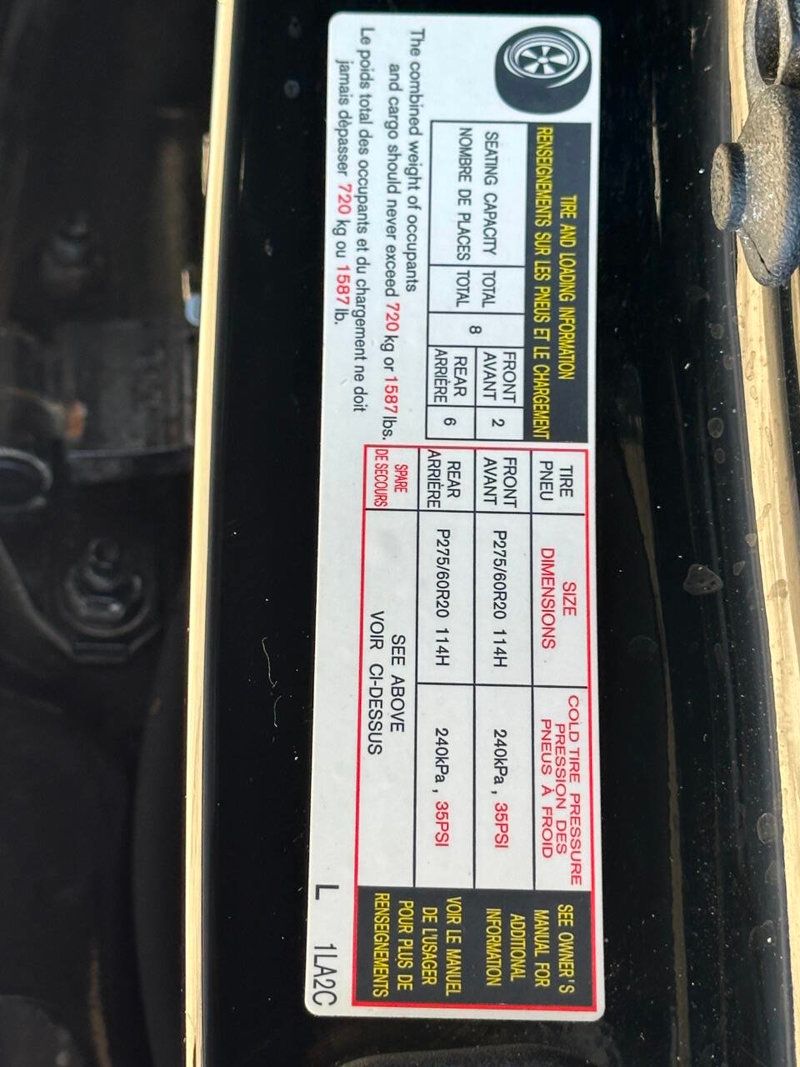 TIRE AND LOADING INFORMATION
RENSEIGNEMENTS SUR LES PNEUS ET LE CHARGEMENT
SEATING CAPACITY TOTAL 8 FRONT 2
NOMBRE DE PLACES TOTAL AVANT
REAR 6
ARRIÈRE
The combined weight of occupants
and cargo should never exceed 720 kg or 1587 lbs.
Le poids total des occupants et du chargement ne doit
jamais dépasser 720 kg ou 1587 lb.
TIRE SIZE COLD TIRE PRESSURE
PNEU DIMENSIONS PRESSION DES
PNEUS À FROID
FRONT P275/60R20 114H 240kPa, 35PSI
AVANT
REAR P275/60R20 114H 240kPa, 35PSI
ARRIÈRE
SPARE SEE ABOVE
DE SECOURS VOIR CI-DESSUS
SEE OWNER'S
MANUAL FOR
ADDITIONAL
INFORMATION
VOIR LE MANUEL
DE L'USAGER
POUR PLUS DE
RENSEIGNEMENTS
L 1LA2C